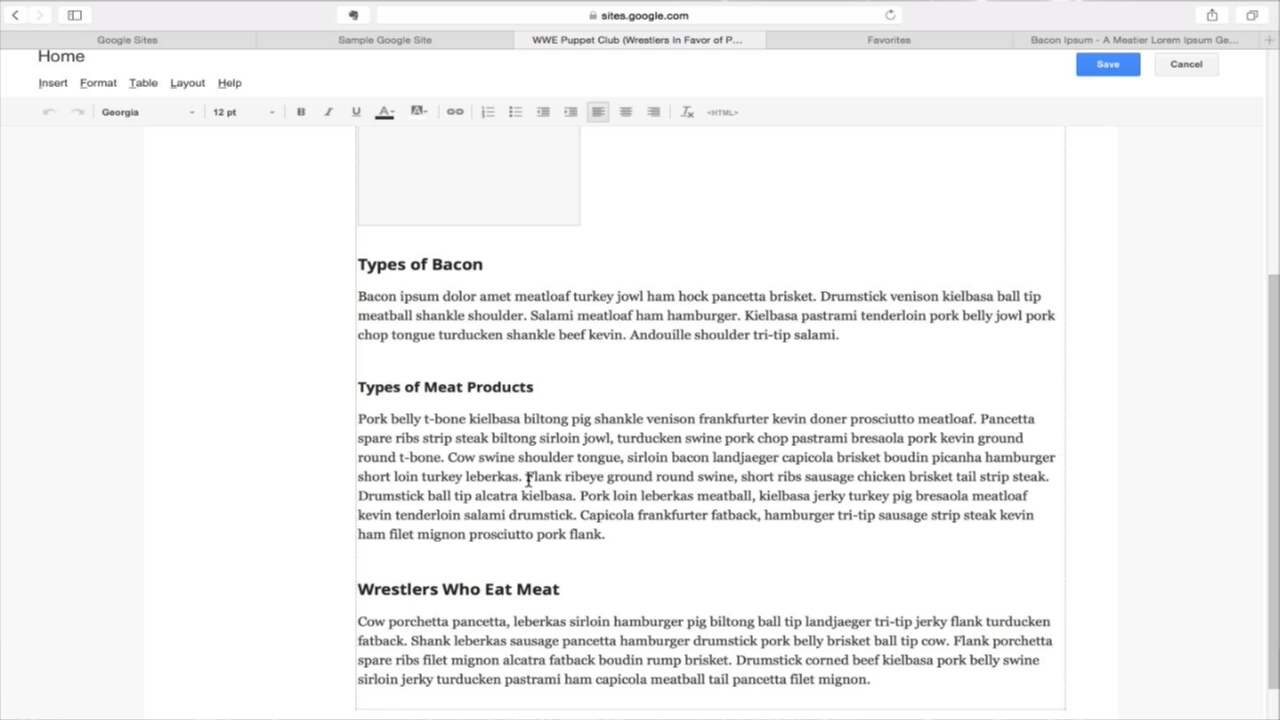 sites.google.com
Google Sites
Sample Google Site
WWE Puppet Club (Wrestlers In Favor of P...
Favorites
Bacon Ipsum - A Meatier Lorem Ipsum Ge...
Home
Save
Cancel
Insert Format Table Layout Help
Georgia 12 pt B I U A A <HTML>
Types of Bacon
Bacon ipsum dolor amet meatloaf turkey jowl ham hock pancetta brisket. Drumstick venison kielbasa ball tip
meatball shankle shoulder. Salami meatloaf ham hamburger. Kielbasa pastrami tenderloin pork belly jowl pork
chop tongue turducken shankle beef kevin. Andouille shoulder tri-tip salami.
Types of Meat Products
Pork belly t-bone kielbasa biltong pig shankle venison frankfurter kevin doner prosciutto meatloaf. Pancetta
spare ribs strip steak biltong sirloin jowl, turducken swine pork chop pastrami bresaola pork kevin ground
round t-bone. Cow swine shoulder tongue, sirloin bacon landjaeger capicola brisket boudin picanha hamburger
short loin turkey leberkas. Flank ribeye ground round swine, short ribs sausage chicken brisket tail strip steak.
Drumstick ball tip alcatra kielbasa. Pork loin leberkas meatball, kielbasa jerky turkey pig bresaola meatloaf
kevin tenderloin salami drumstick. Capicola frankfurter fatback, hamburger tri-tip sausage strip steak kevin
ham filet mignon prosciutto pork flank.
Wrestlers Who Eat Meat
Cow porchetta pancetta, leberkas sirloin hamburger pig biltong ball tip landjaeger tri-tip jerky flank turducken
fatback. Shank leberkas sausage pancetta hamburger drumstick pork belly brisket ball tip cow. Flank porchetta
spare ribs filet mignon alcatra fatback boudin rump brisket. Drumstick corned beef kielbasa pork belly swine
sirloin jerky turducken pastrami ham capicola meatball tail pancetta filet mignon.